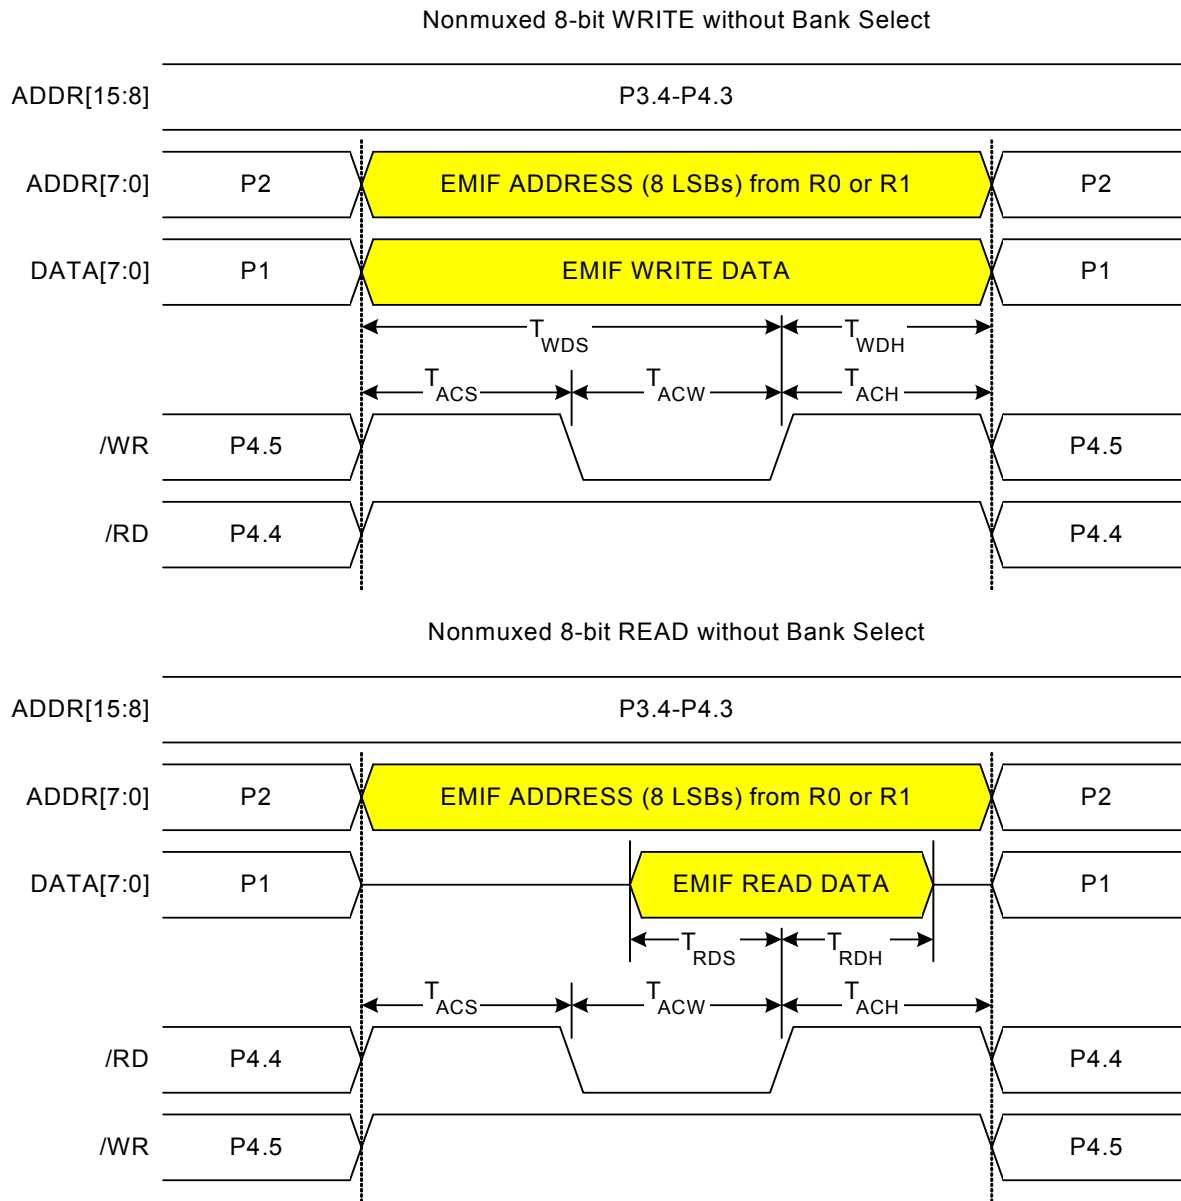 Nonmuxed 8-bit WRITE without Bank Select
ADDR[15:8] P3.4-P4.3
ADDR[7:0] P2 EMIF ADDRESS (8 LSBs) from R0 or R1 P2
DATA[7:0] P1 EMIF WRITE DATA P1
TWDS TWDH
TACS TACW TACH
/WR P4.5 P4.5
/RD P4.4 P4.4
Nonmuxed 8-bit READ without Bank Select
ADDR[15:8] P3.4-P4.3
ADDR[7:0] P2 EMIF ADDRESS (8 LSBs) from R0 or R1 P2
DATA[7:0] P1 EMIF READ DATA P1
TRDS TRDH
TACS TACW TACH
/RD P4.4 P4.4
/WR P4.5 P4.5